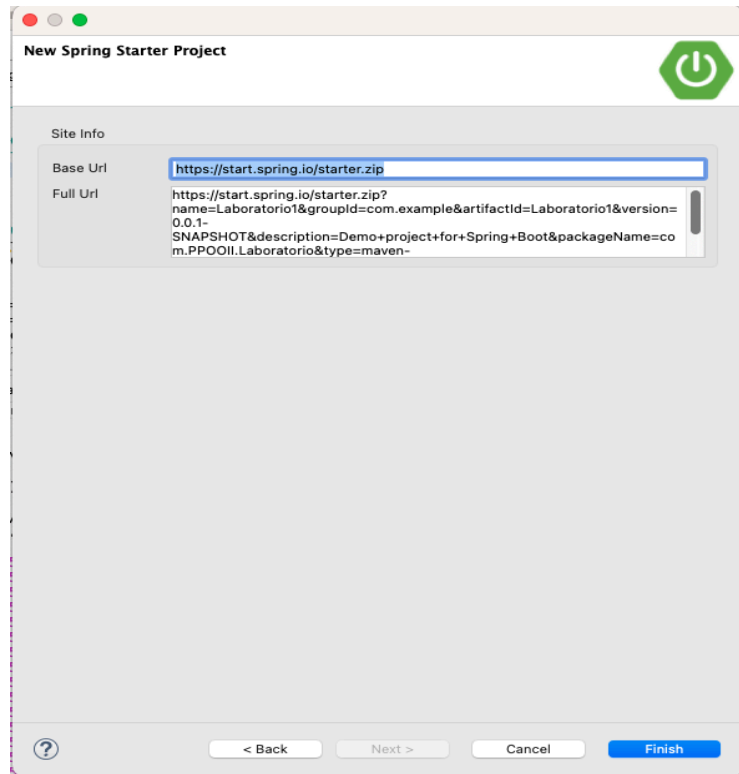 New Spring Starter Project
Site Info
Base Url
https://start.spring.io/starter.zip
Full Url
https://start.spring.io/starter.zip?
name=Laboratorio1&groupId=com.example&artifactId=Laboratorio1&version=
0.0.1-
SNAPSHOT&description=Demo+project+for+Spring+Boot&packageName=co
m.PPOOII.Laboratorio&type=maven-
?
< Back
Next >
Cancel
Finish